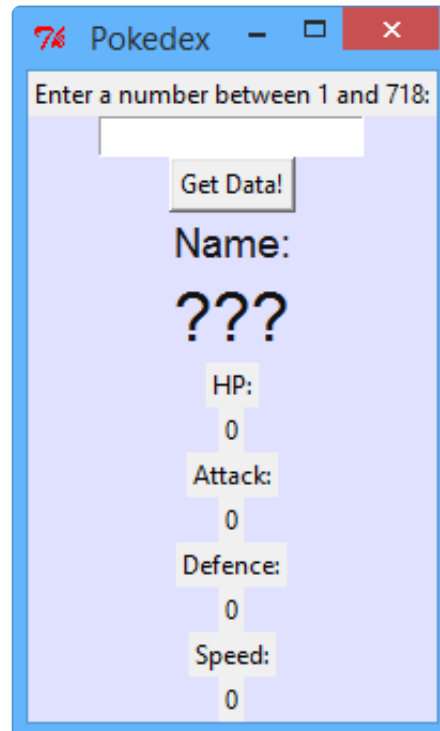 Pokedex
Enter a number between 1 and 718:
Get Data!
Name:
???
HP:
0
Attack:
0
Defence:
0
Speed:
0